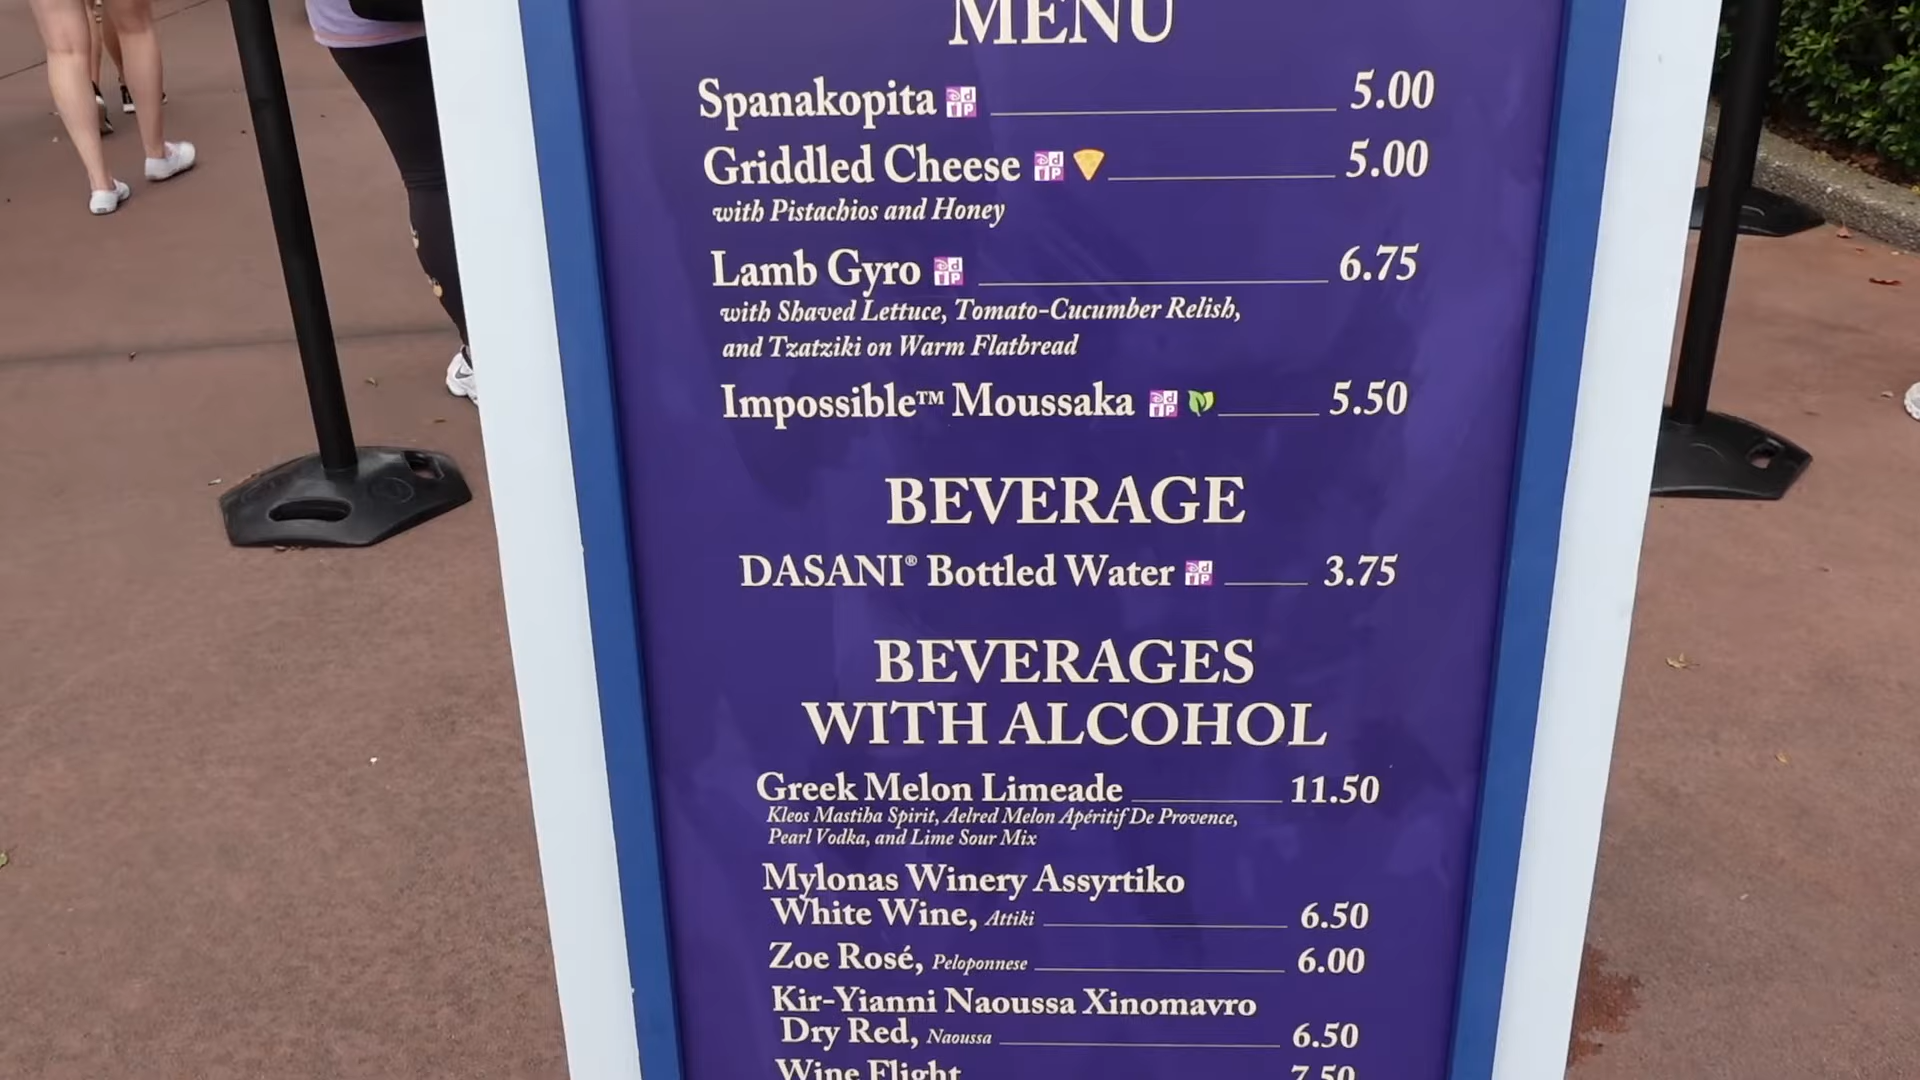 MENU
Spanakopita 5.00
Griddled Cheese 5.00
with Pistachios and Honey
Lamb Gyro 6.75
with Shaved Lettuce, Tomato-Cucumber Relish,
and Tzatziki on Warm Flatbread
Impossible™ Moussaka 5.50
BEVERAGE
DASANI® Bottled Water 3.75
BEVERAGES
WITH ALCOHOL
Greek Melon Limeade 11.50
Kleos Mastiha Spirit, Aelred Melon Apéritif De Provence,
Pearl Vodka, and Lime Sour Mix
Mylonas Winery Assyrtiko
White Wine, Attiki 6.50
Zoe Rosé, Peloponnese 6.00
Kir-Yianni Naoussa Xinomavro
Dry Red, Naoussa 6.50
Wine Flight 7.50